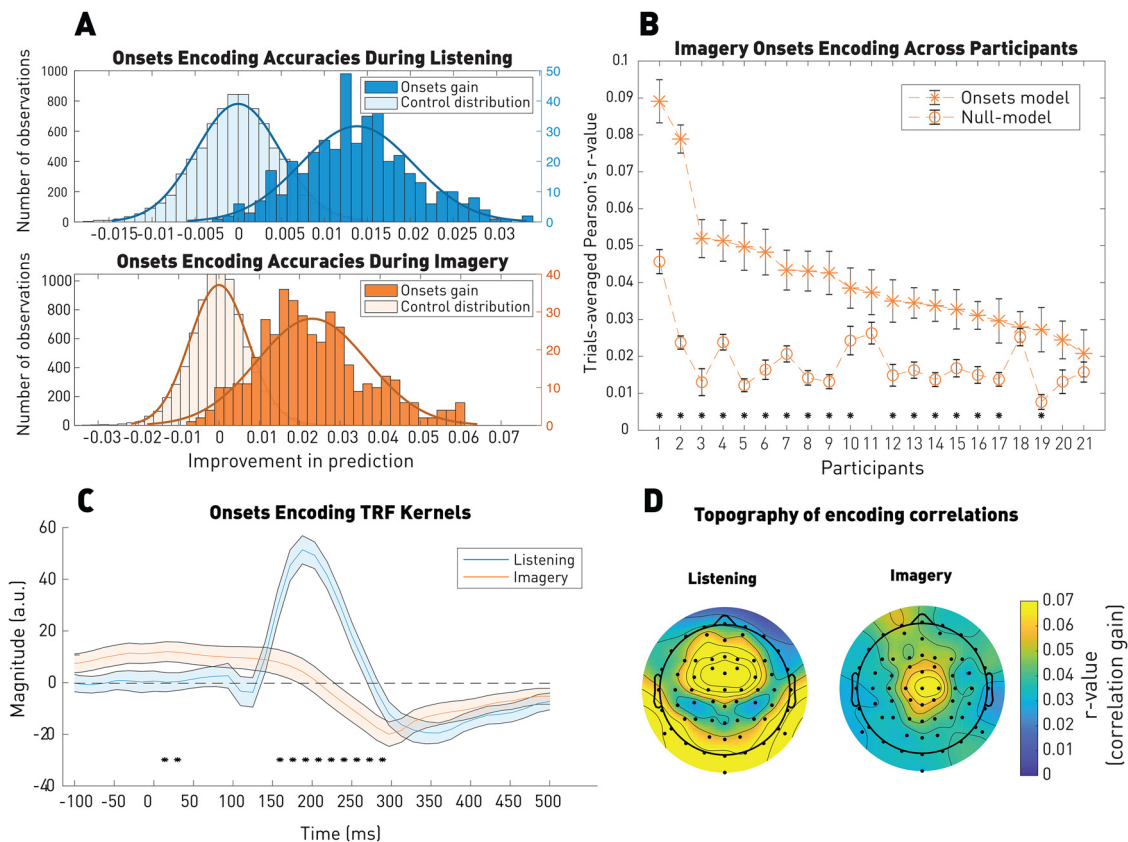 A
Onsets Encoding Accuracies During Listening
Number of observations
1000
800
600
400
200
0
50
40
30
20
10
0
Onsets gain
Control distribution
-0.015 -0.01 -0.005 0 0.005 0.01 0.015 0.02 0.025 0.03
Onsets Encoding Accuracies During Imagery
Number of observations
1000
800
600
400
200
0
40
30
20
10
0
Onsets gain
Control distribution
-0.03 -0.02 -0.01 0 0.01 0.02 0.03 0.04 0.05 0.06 0.07
Improvement in prediction
B
Imagery Onsets Encoding Across Participants
Trials-averaged Pearson's r-value
0.1
0.09
0.08
0.07
0.06
0.05
0.04
0.03
0.02
0.01
0
Onsets model
Null-model
* * * * * * * * * * * * * * * * * *
1 2 3 4 5 6 7 8 9 10 11 12 13 14 15 16 17 18 19 20 21
Participants
C
Onsets Encoding TRF Kernels
Magnitude (a.u.)
60
40
20
0
-20
-40
Listening
Imagery
* * * * * * * * * * *
-100 -50 0 50 100 150 200 250 300 350 400 450 500
Time (ms)
D
Topography of encoding correlations
Listening
Imagery
0.07
0.06
0.05
0.04
0.03
0.02
0.01
0
r-value
(correlation gain)